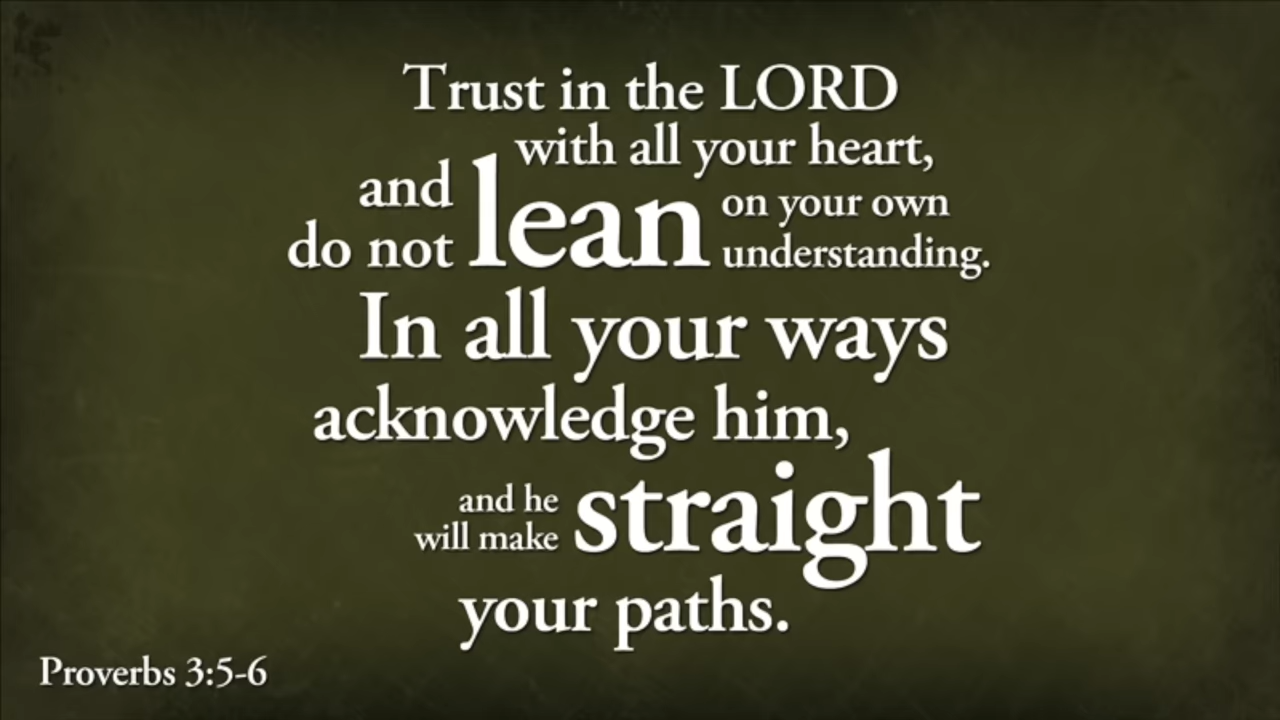 Trust in the LORD
with all your heart,
and
do not lean on your own
understanding.
In all your ways
acknowledge him,
and he
will make straight
your paths.
Proverbs 3:5-6